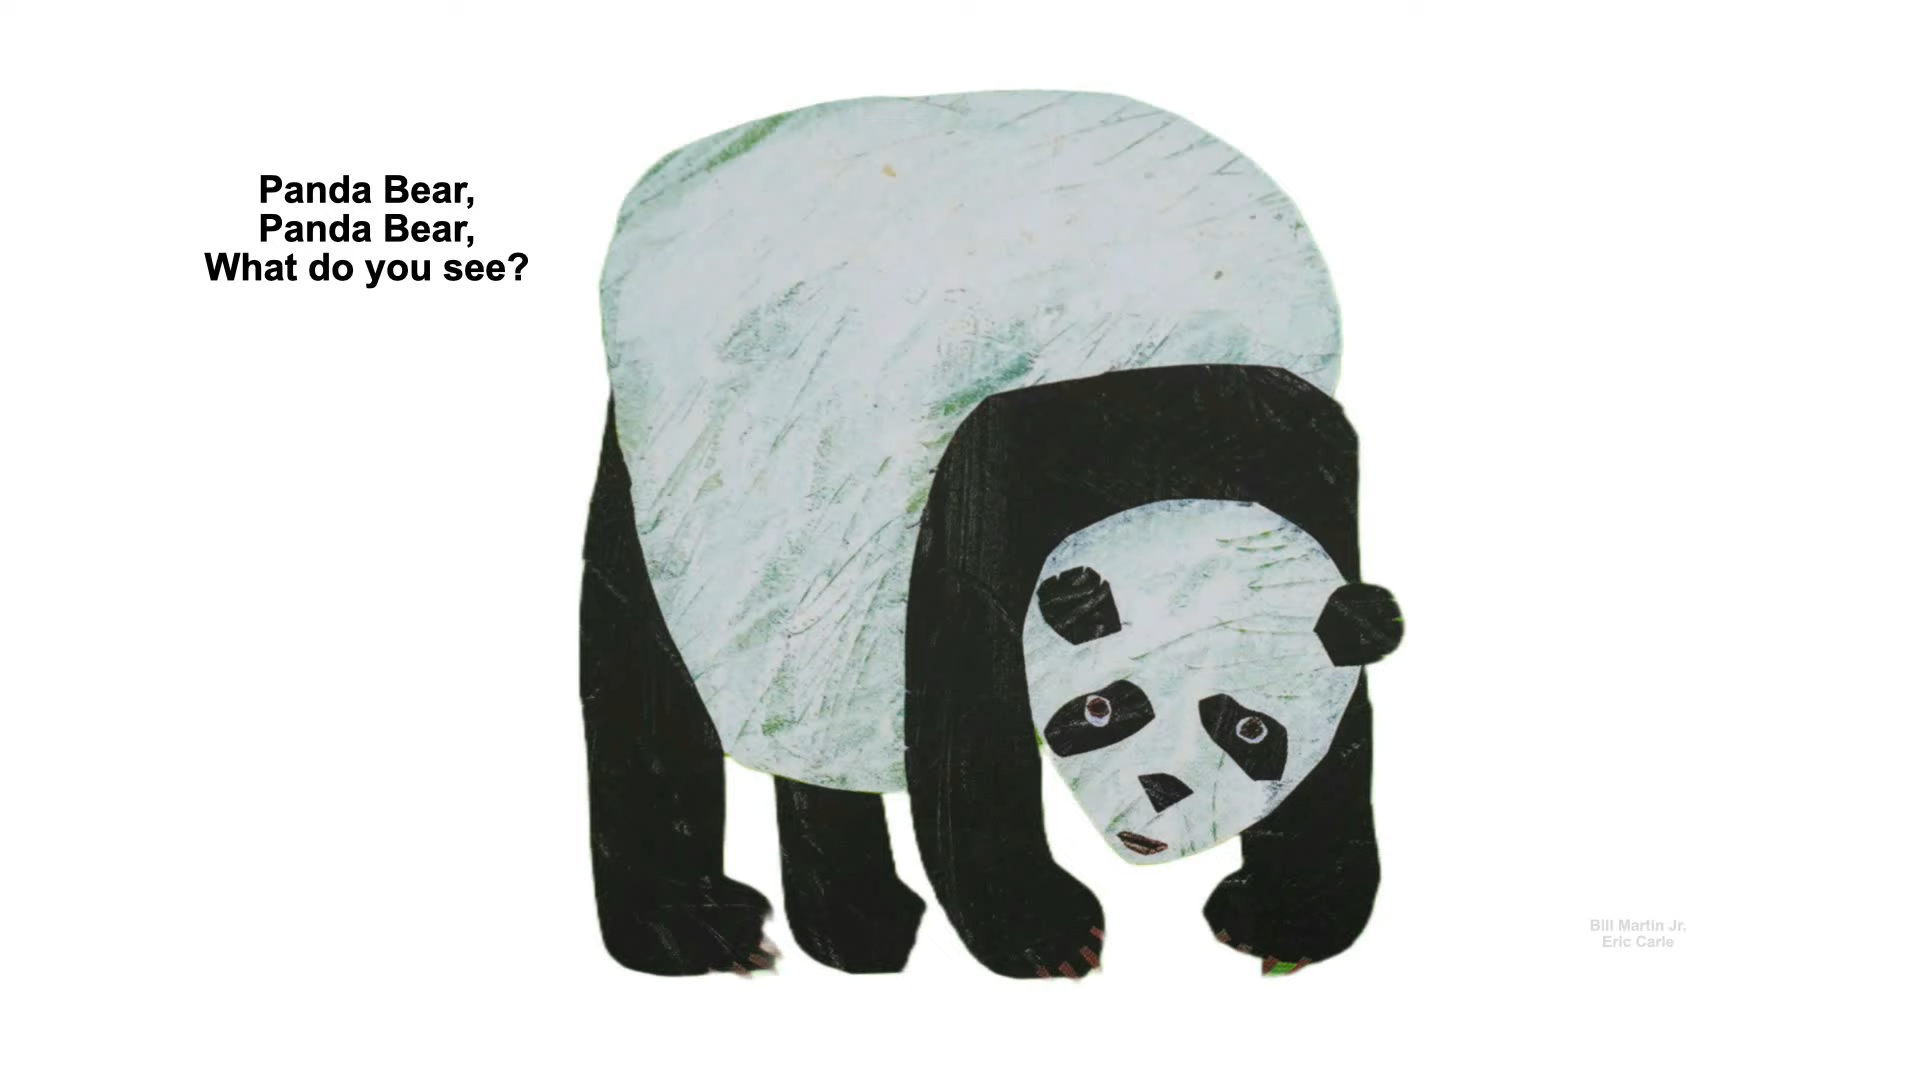 Panda Bear,
Panda Bear,
What do you see?
Bill Martin Jr.
Eric Carle